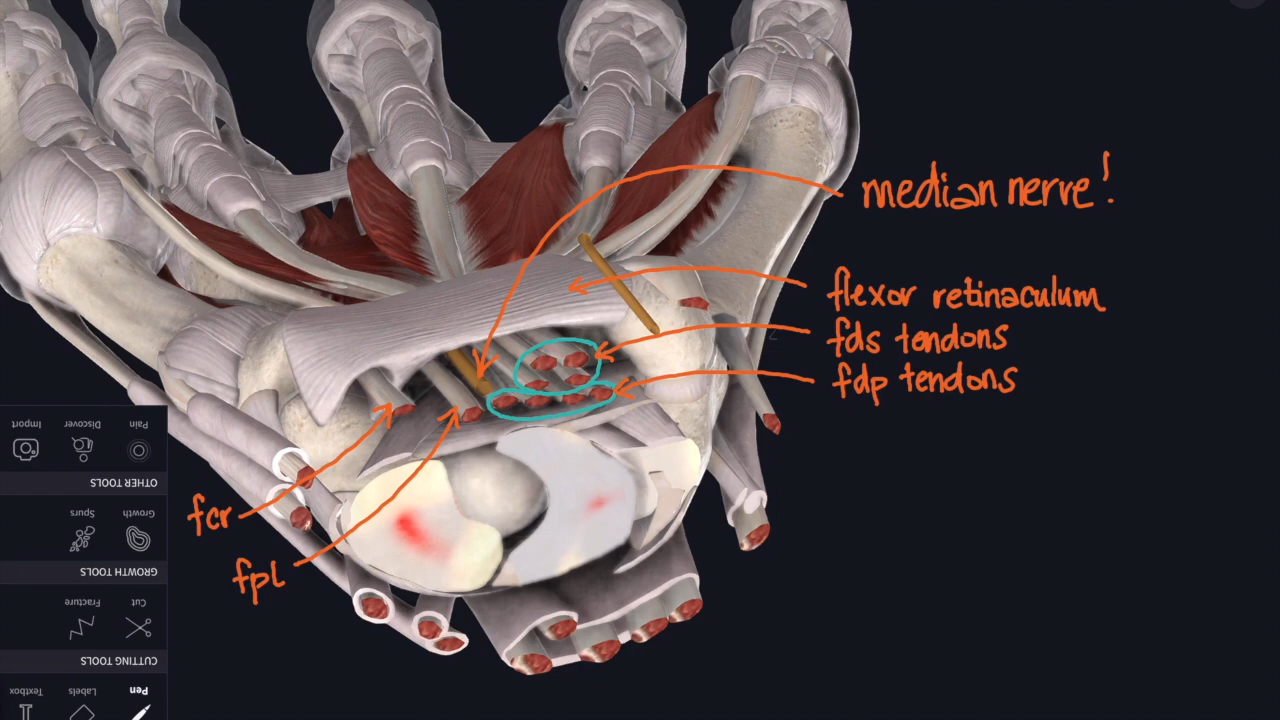 median nerve!
flexor retinaculum
fds tendons
fdp tendons
fcr
fpl
Import
Discover
Pain
OTHER TOOLS
Spurs
Growth
GROWTH TOOLS
Fracture
Cut
CUTTING TOOLS
Textbox
Labels
Pen